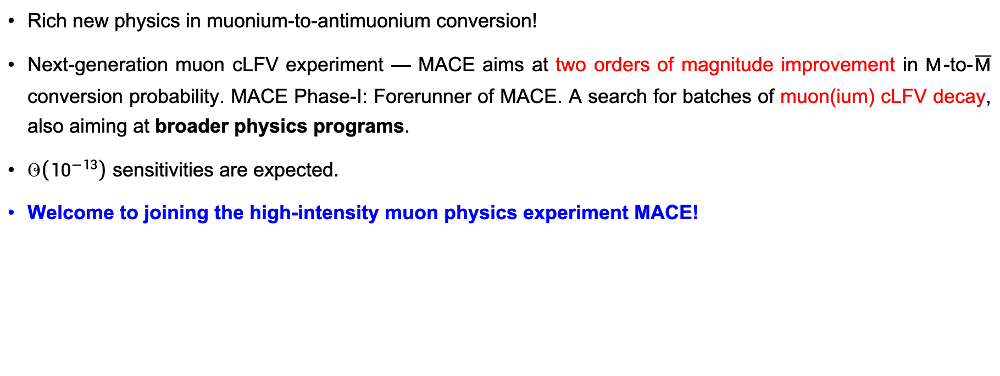 • Rich new physics in muonium-to-antimuonium conversion!
• Next-generation muon cLFV experiment — MACE aims at two orders of magnitude improvement in M-to-M̅
conversion probability. MACE Phase-I: Forerunner of MACE. A search for batches of muon(ium) cLFV decay,
also aiming at broader physics programs.
• 𝒪(10⁻¹³) sensitivities are expected.
• Welcome to joining the high-intensity muon physics experiment MACE!